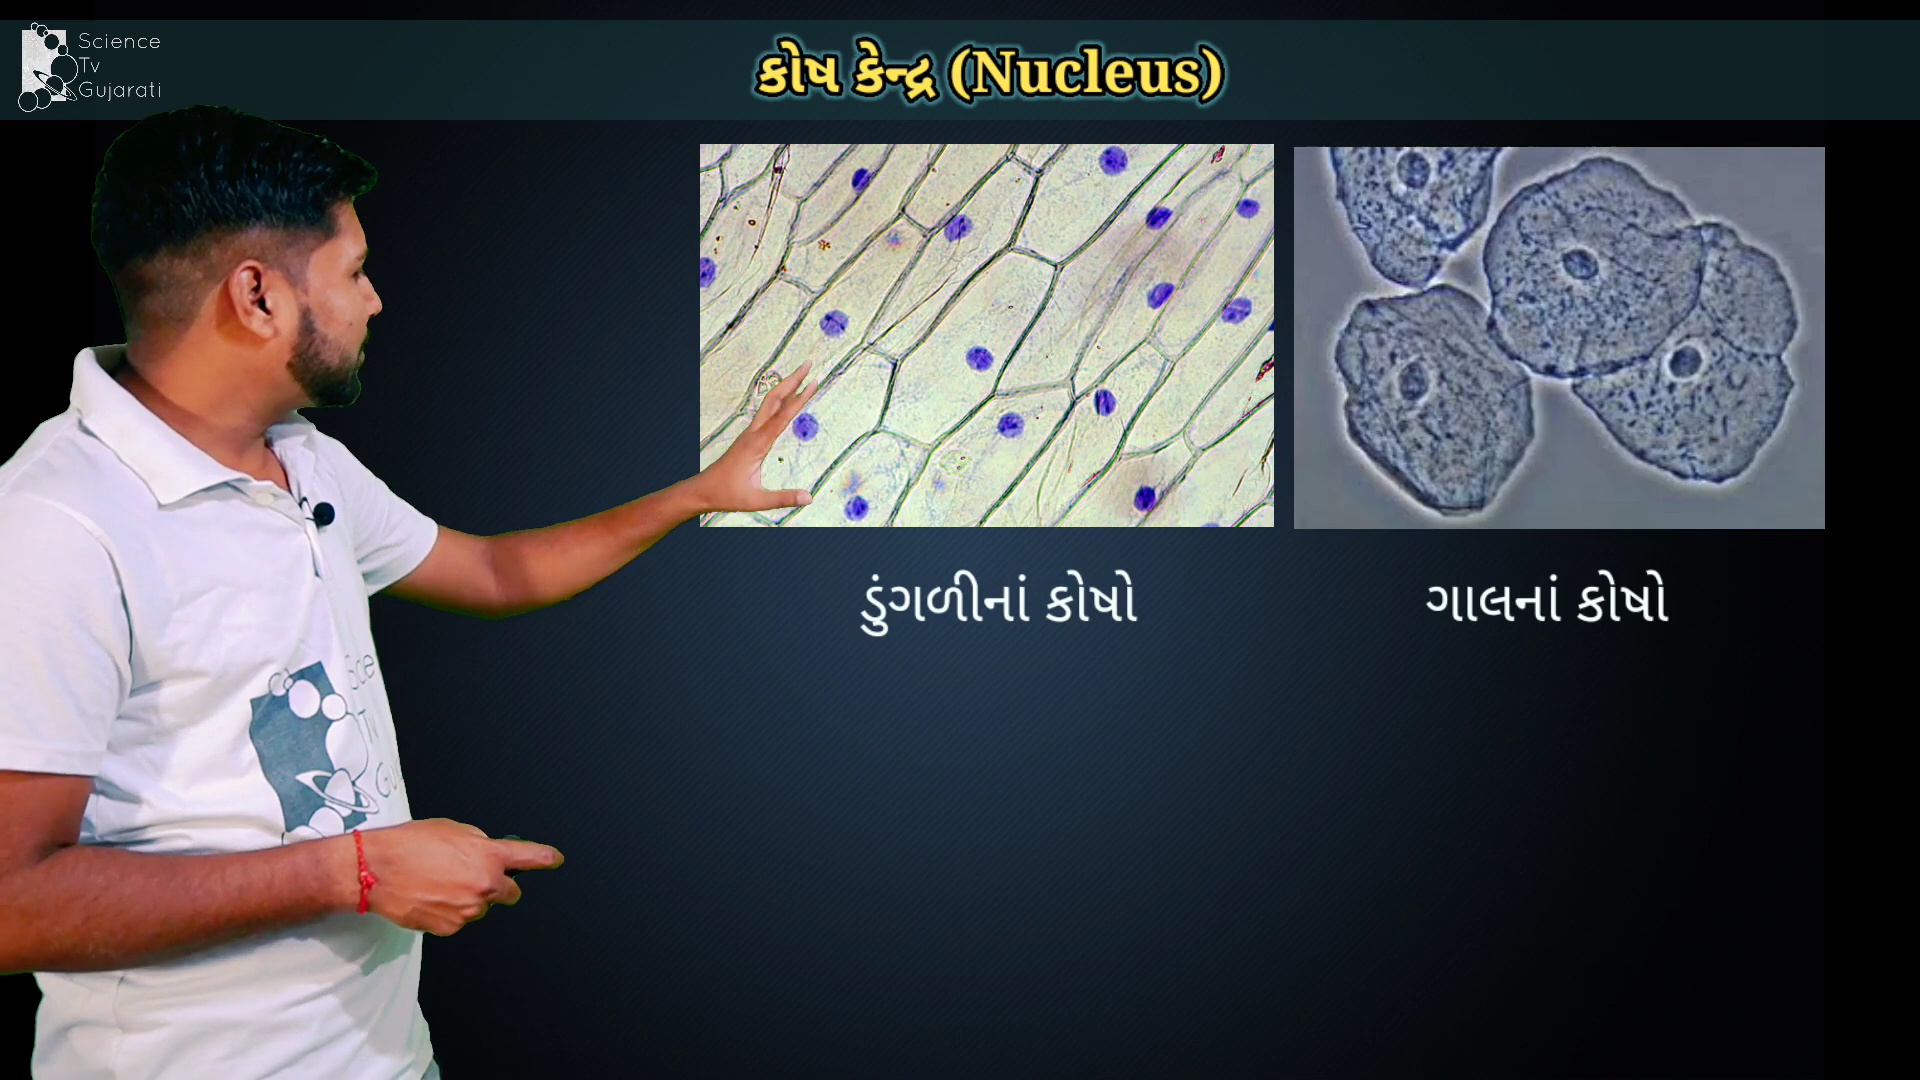 Science
Tv
Gujarati
કોષ કેન્દ્ર (Nucleus)
ડુંગળીનાં કોષો
ગાલનાં કોષો